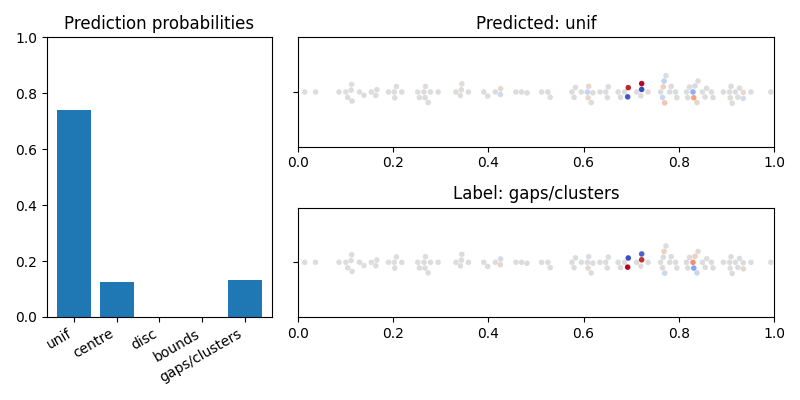 Prediction probabilities
1.0
0.8
0.6
0.4
0.2
0.0
unif
centre
disc
bounds
gaps/clusters
Predicted: unif
0.0 0.2 0.4 0.6 0.8 1.0
Label: gaps/clusters
0.0 0.2 0.4 0.6 0.8 1.0